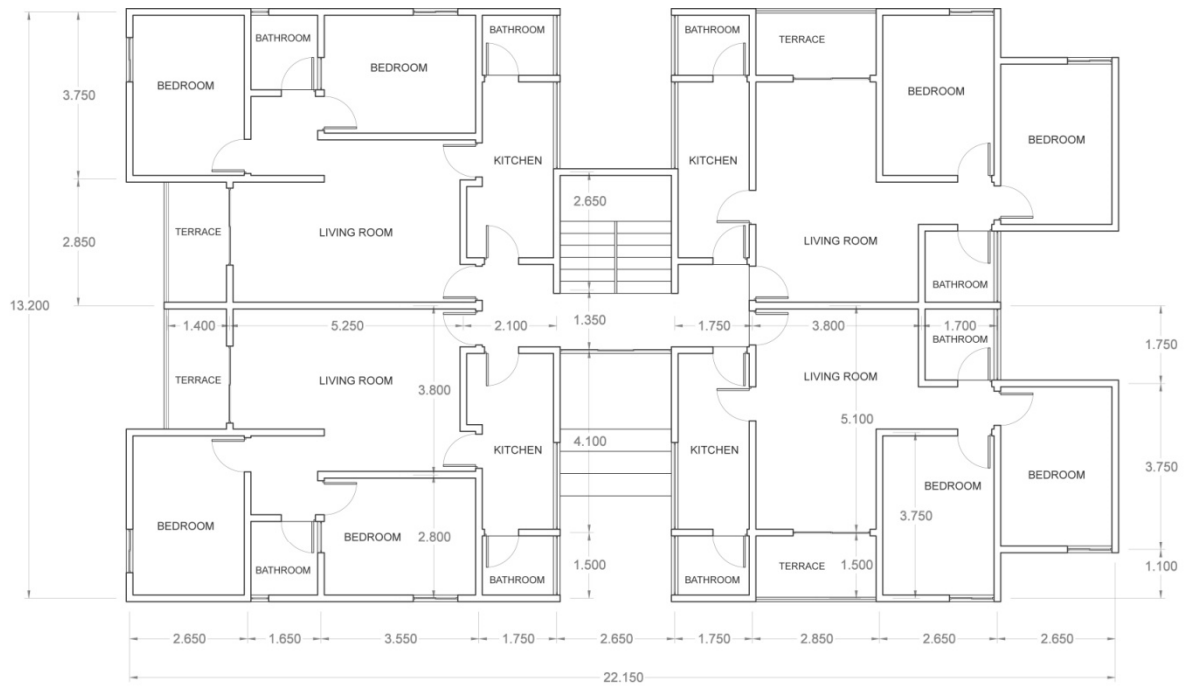 BATHROOM
BATHROOM
BATHROOM
TERRACE
BEDROOM
BEDROOM
BEDROOM
BEDROOM
3.750
BEDROOM
KITCHEN
KITCHEN
2.650
TERRACE
LIVING ROOM
LIVING ROOM
2.850
BATHROOM
13.200
1.400
5.250
2.100
1.350
1.750
3.800
1.700
BATHROOM
1.750
TERRACE
LIVING ROOM
3.800
LIVING ROOM
5.100
4.100
KITCHEN
KITCHEN
3.750
BEDROOM
BEDROOM
3.750
BEDROOM
BEDROOM
2.800
BATHROOM
BATHROOM
1.500
BATHROOM
TERRACE
1.500
1.100
2.650
1.650
3.550
1.750
2.650
1.750
2.850
2.650
2.650
22.150